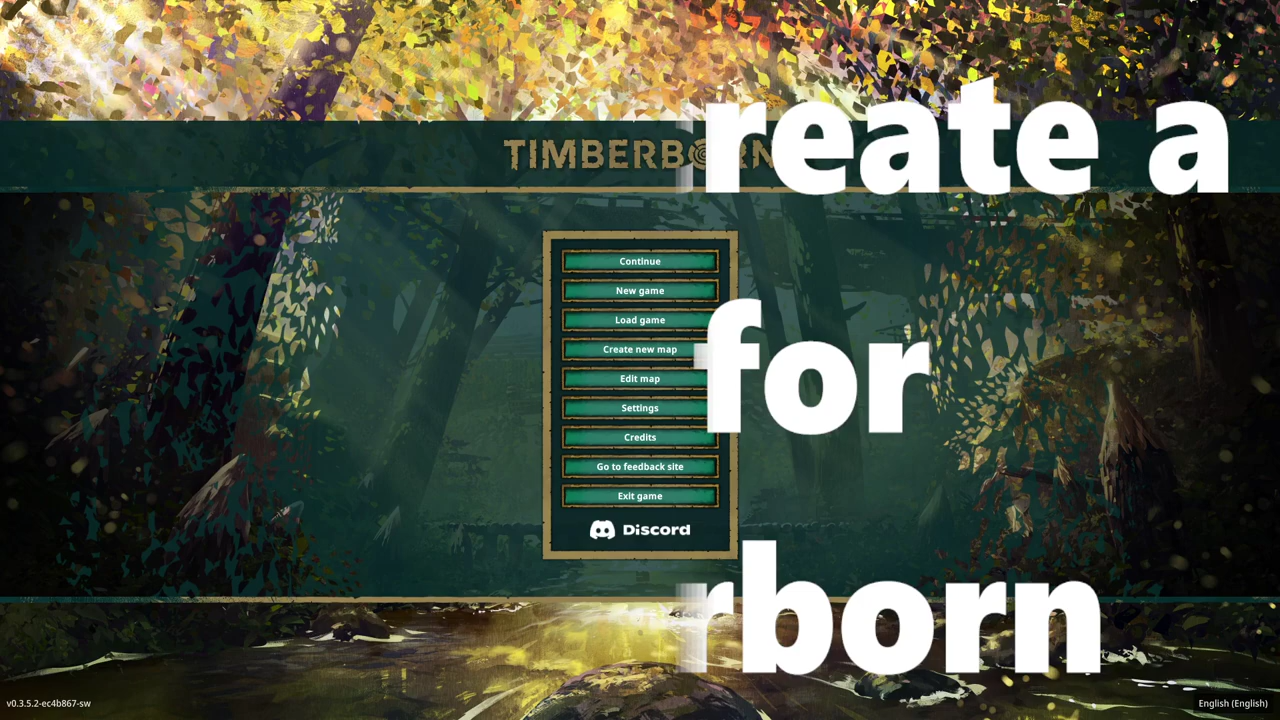 TIMBERBORN
reate a
Continue
New game
Load game
Create new map
Edit map
Settings
Credits
Go to feedback site
Exit game
Discord
for
rborn
v0.3.5.2-ec4b867-sw
English (English)